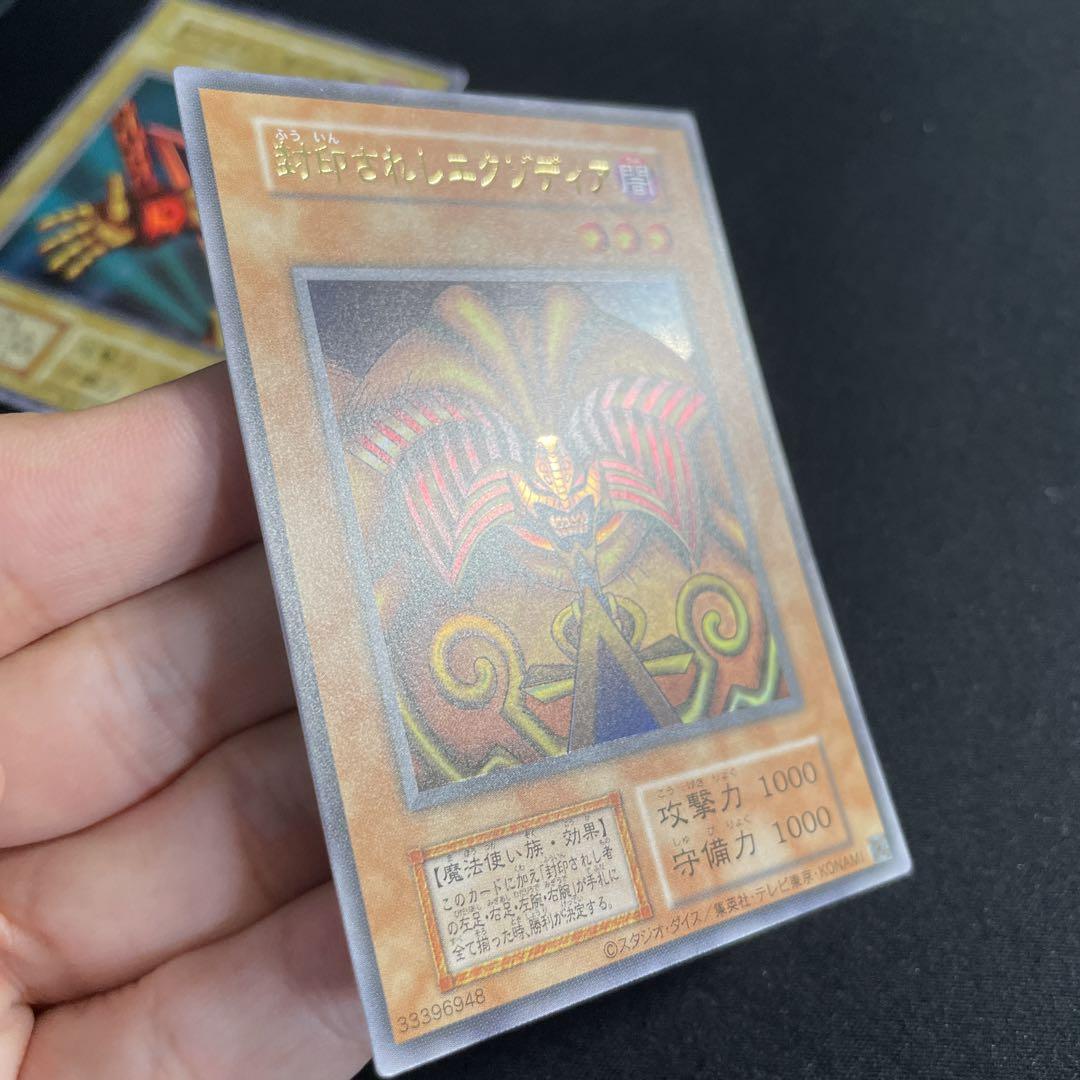 封印されしエクゾディア 闇
ふう いん
攻撃力 1000
こう げき りょく
守備力 1000
しゅ び りょく
【魔法使い族・効果】
このカードに加え「封印されし者
の左足・右足・左腕・右腕」が手札に
全て揃った時、勝利が決定する。
©スタジオ・ダイス／集英社・テレビ東京・KONAMI
33396948